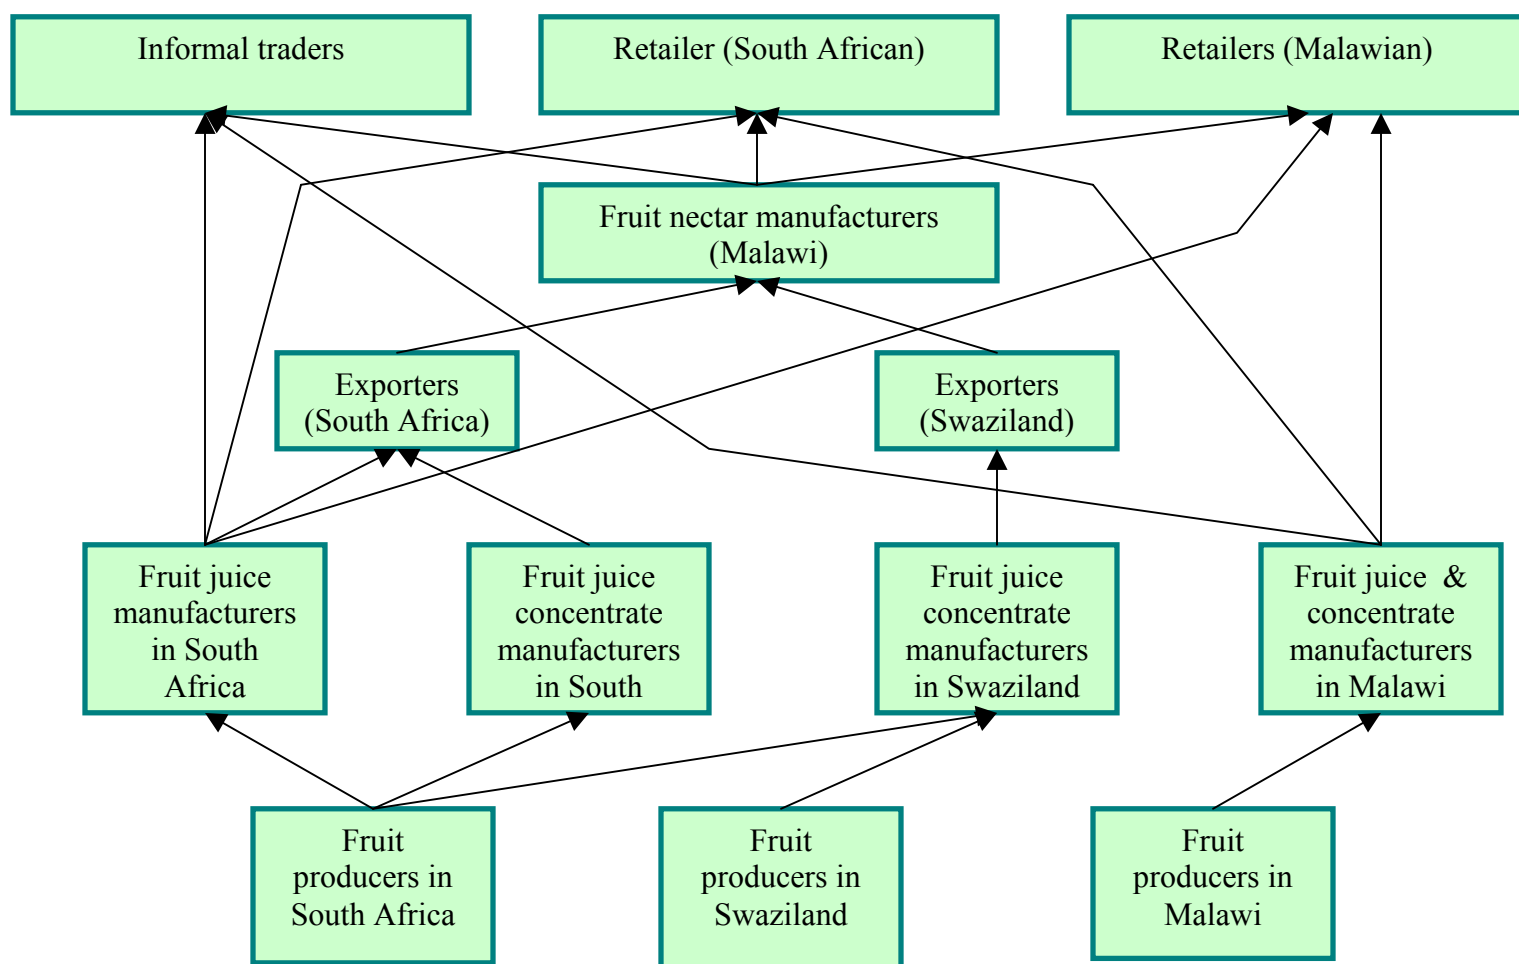 Informal traders
Retailer (South African)
Retailers (Malawian)
Fruit nectar manufacturers
(Malawi)
Exporters
(South Africa)
Exporters
(Swaziland)
Fruit juice
manufacturers
in South
Africa
Fruit juice
concentrate
manufacturers
in South
Fruit juice
concentrate
manufacturers
in Swaziland
Fruit juice  &
concentrate
manufacturers
in Malawi
Fruit
producers in
South Africa
Fruit
producers in
Swaziland
Fruit
producers in
Malawi